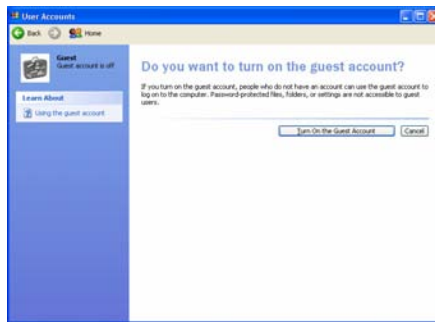 User Accounts
Back Home
Guest
Guest account is off
Learn About
Using the guest account
Do you want to turn on the guest account?
If you turn on the guest account, people who do not have an account can use the guest account to
log on to the computer. Password-protected files, folders, or settings are not accessible to guest
users.
Turn On the Guest Account Cancel